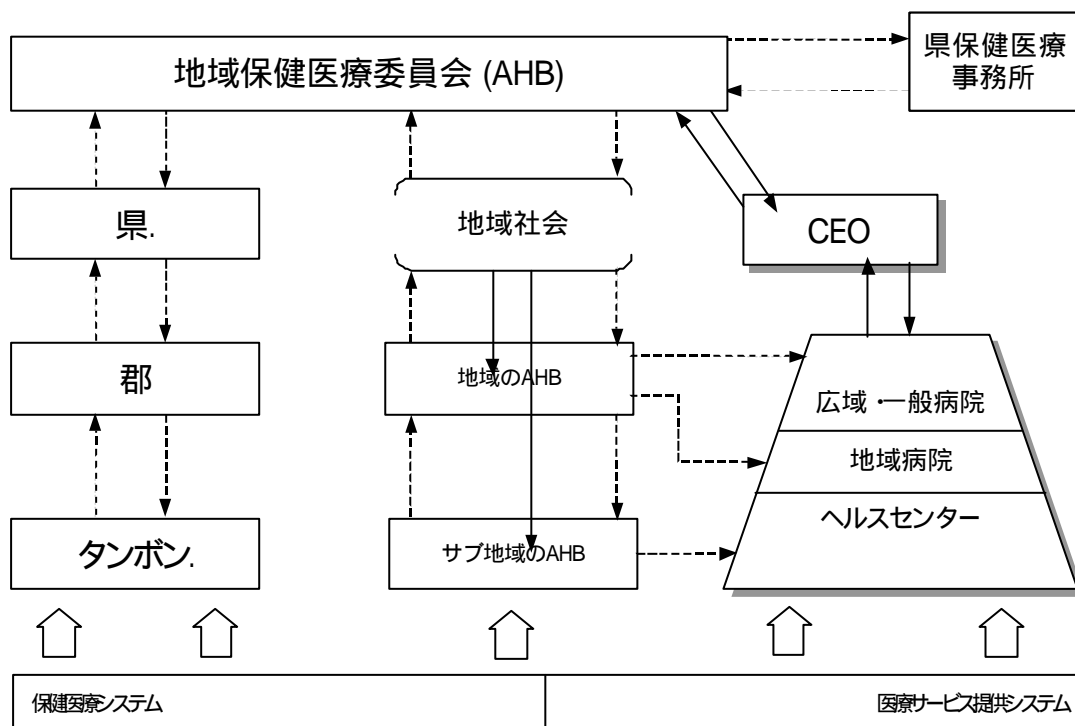 地域保健医療委員会 (AHB)
県保健医療
事務所
県.
地域社会
CEO
郡
地域のAHB
広域・一般病院
地域病院
ヘルスセンター
タンボン.
サブ地域のAHB
保健医療システム
医療サービス提供システム